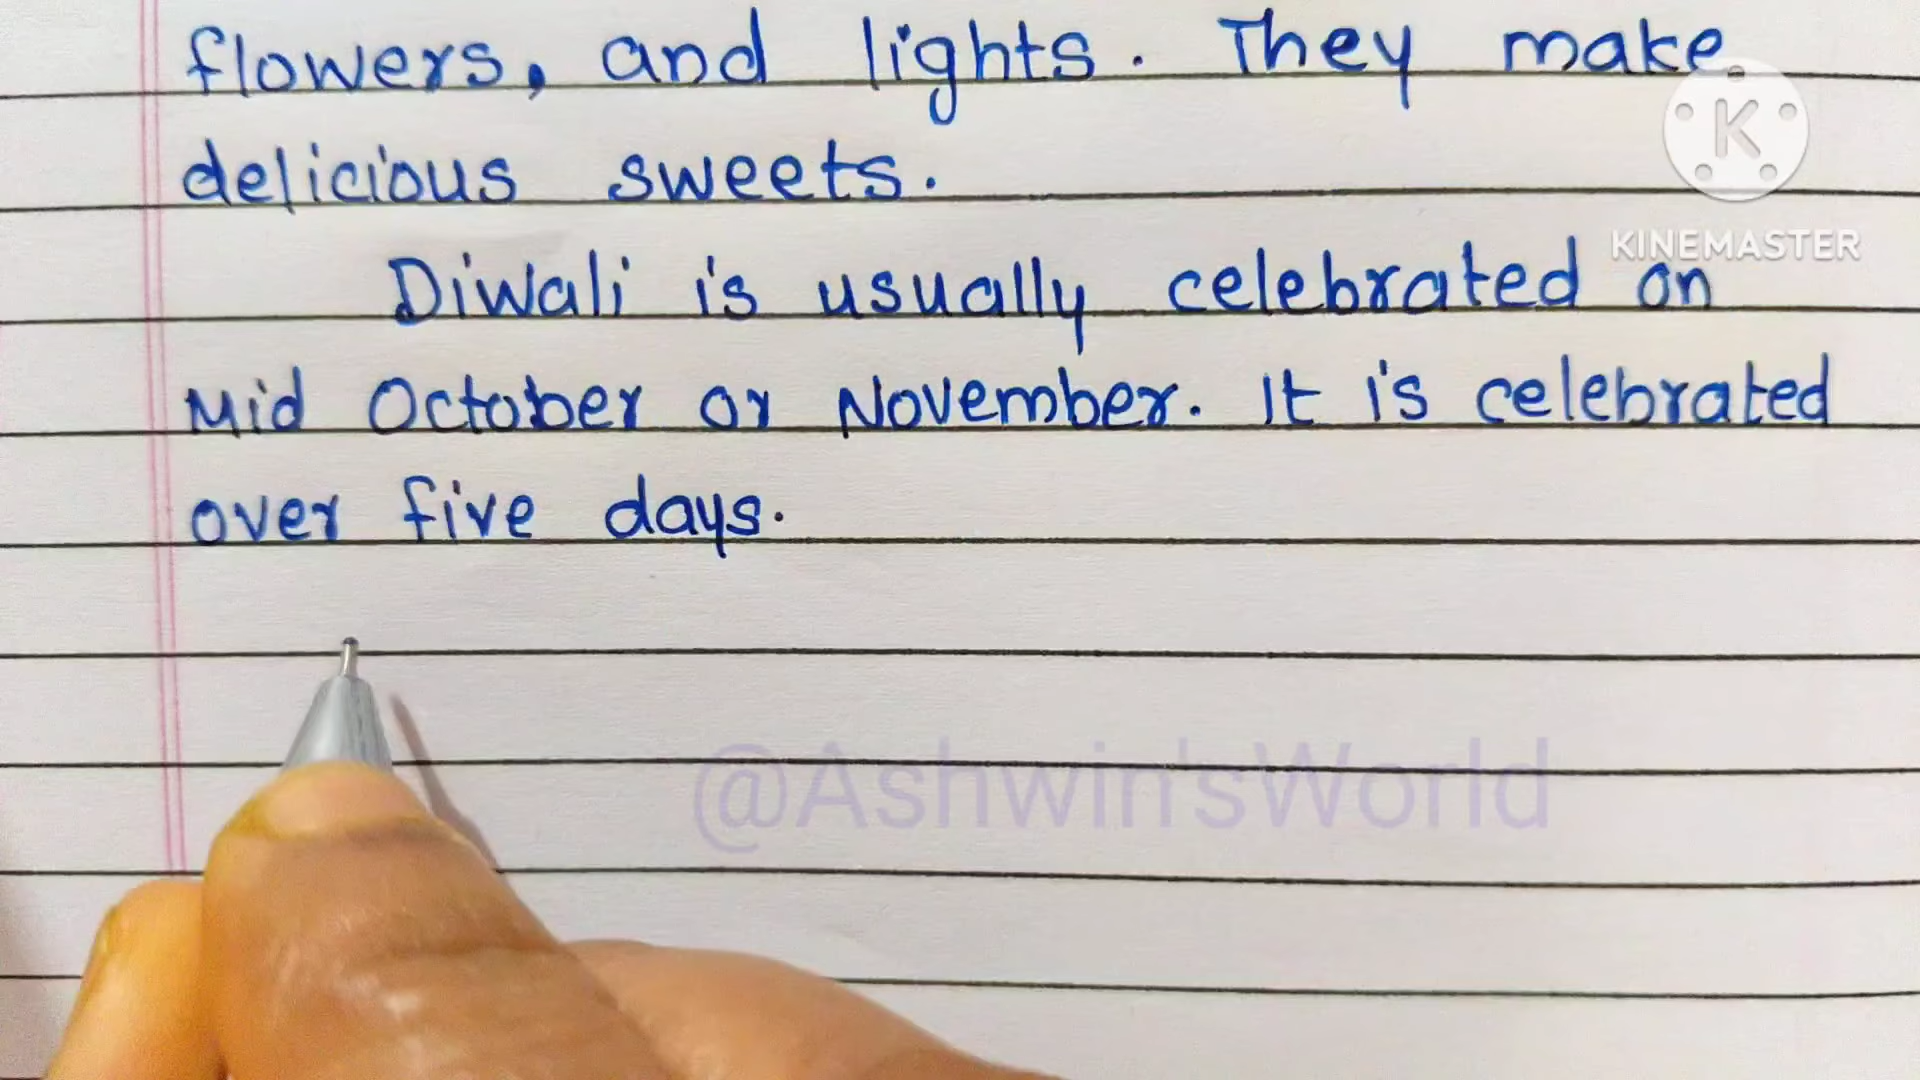 flowers, and lights. They make
delicious sweets.
Diwali is usually celebrated on
Mid October or November. It is celebrated
over five days.
K
KINEMASTER
@Ashwin'sWorld